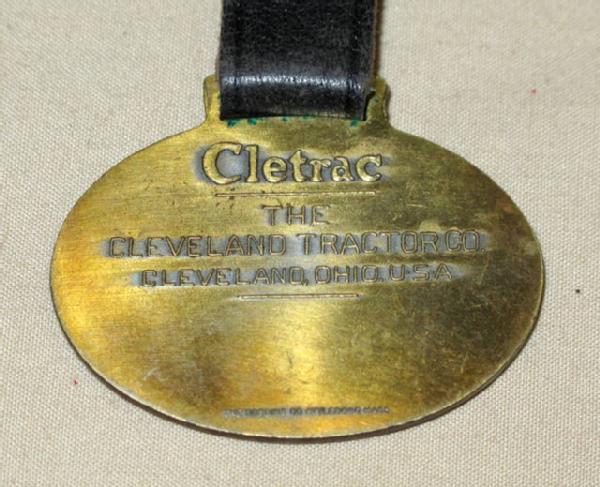 Cletrac
THE
CLEVELAND TRACTOR CO.
CLEVELAND, OHIO, U.S.A.